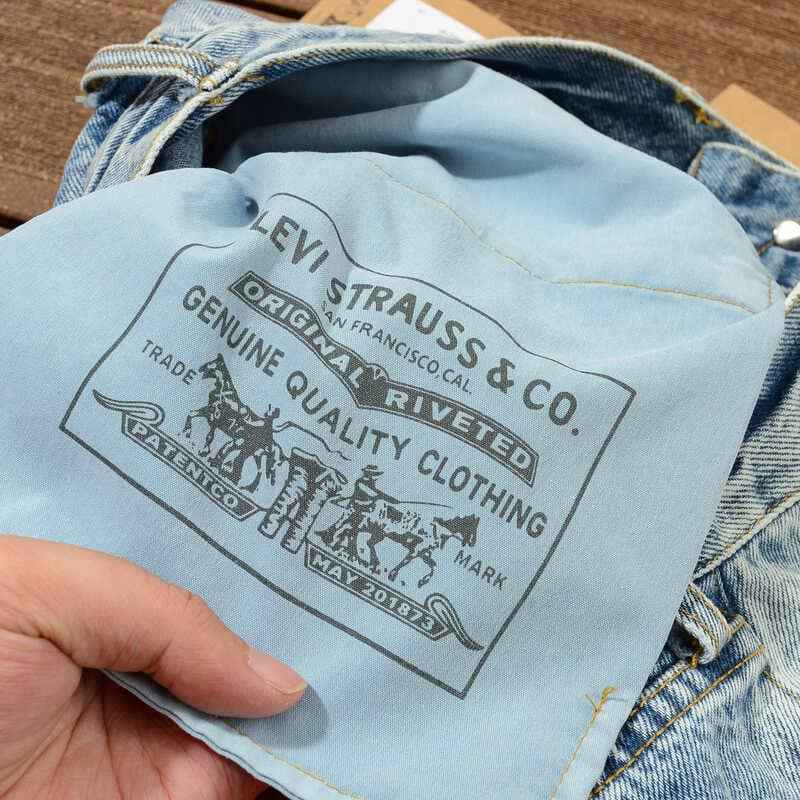 LEVI STRAUSS & CO.
SAN FRANCISCO, CAL.
ORIGINAL RIVETED
GENUINE QUALITY CLOTHING
TRADE MARK
PATENTCO MAY 201873